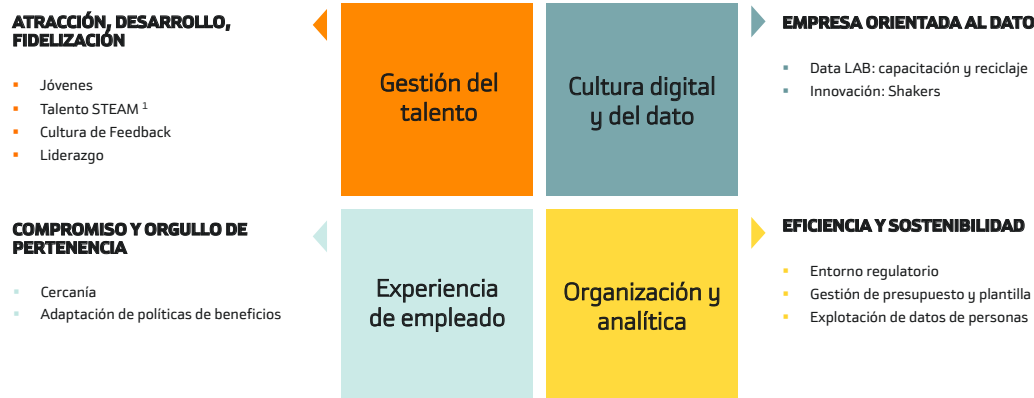 ATRACCIÓN, DESARROLLO,
FIDELIZACIÓN
▪ Jóvenes
▪ Talento STEAM ¹
▪ Cultura de Feedback
▪ Liderazgo
Gestión del
talento
Cultura digital
y del dato
EMPRESA ORIENTADA AL DATO
▪ Data LAB: capacitación y reciclaje
▪ Innovación: Shakers
COMPROMISO Y ORGULLO DE
PERTENENCIA
▪ Cercanía
▪ Adaptación de políticas de beneficios
Experiencia
de empleado
Organización y
analítica
EFICIENCIA Y SOSTENIBILIDAD
▪ Entorno regulatorio
▪ Gestión de presupuesto y plantilla
▪ Explotación de datos de personas